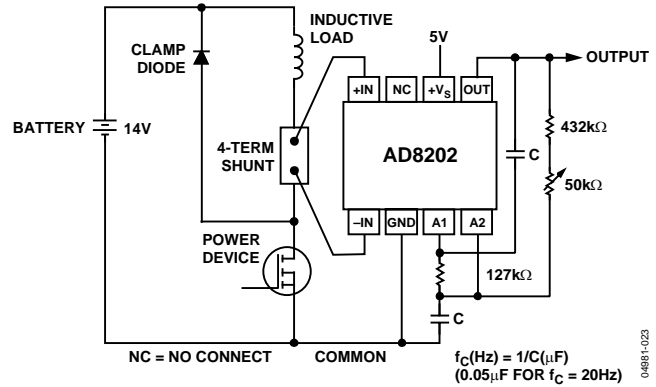 INDUCTIVE
LOAD
CLAMP
DIODE
5V
OUTPUT
+IN
NC
+VS
OUT
432kΩ
BATTERY
14V
4-TERM
SHUNT
AD8202
C
50kΩ
–IN
GND
A1
A2
POWER
DEVICE
127kΩ
C
NC = NO CONNECT
COMMON
fC(Hz) = 1/C(μF)
(0.05μF FOR fC = 20Hz)
04981-023